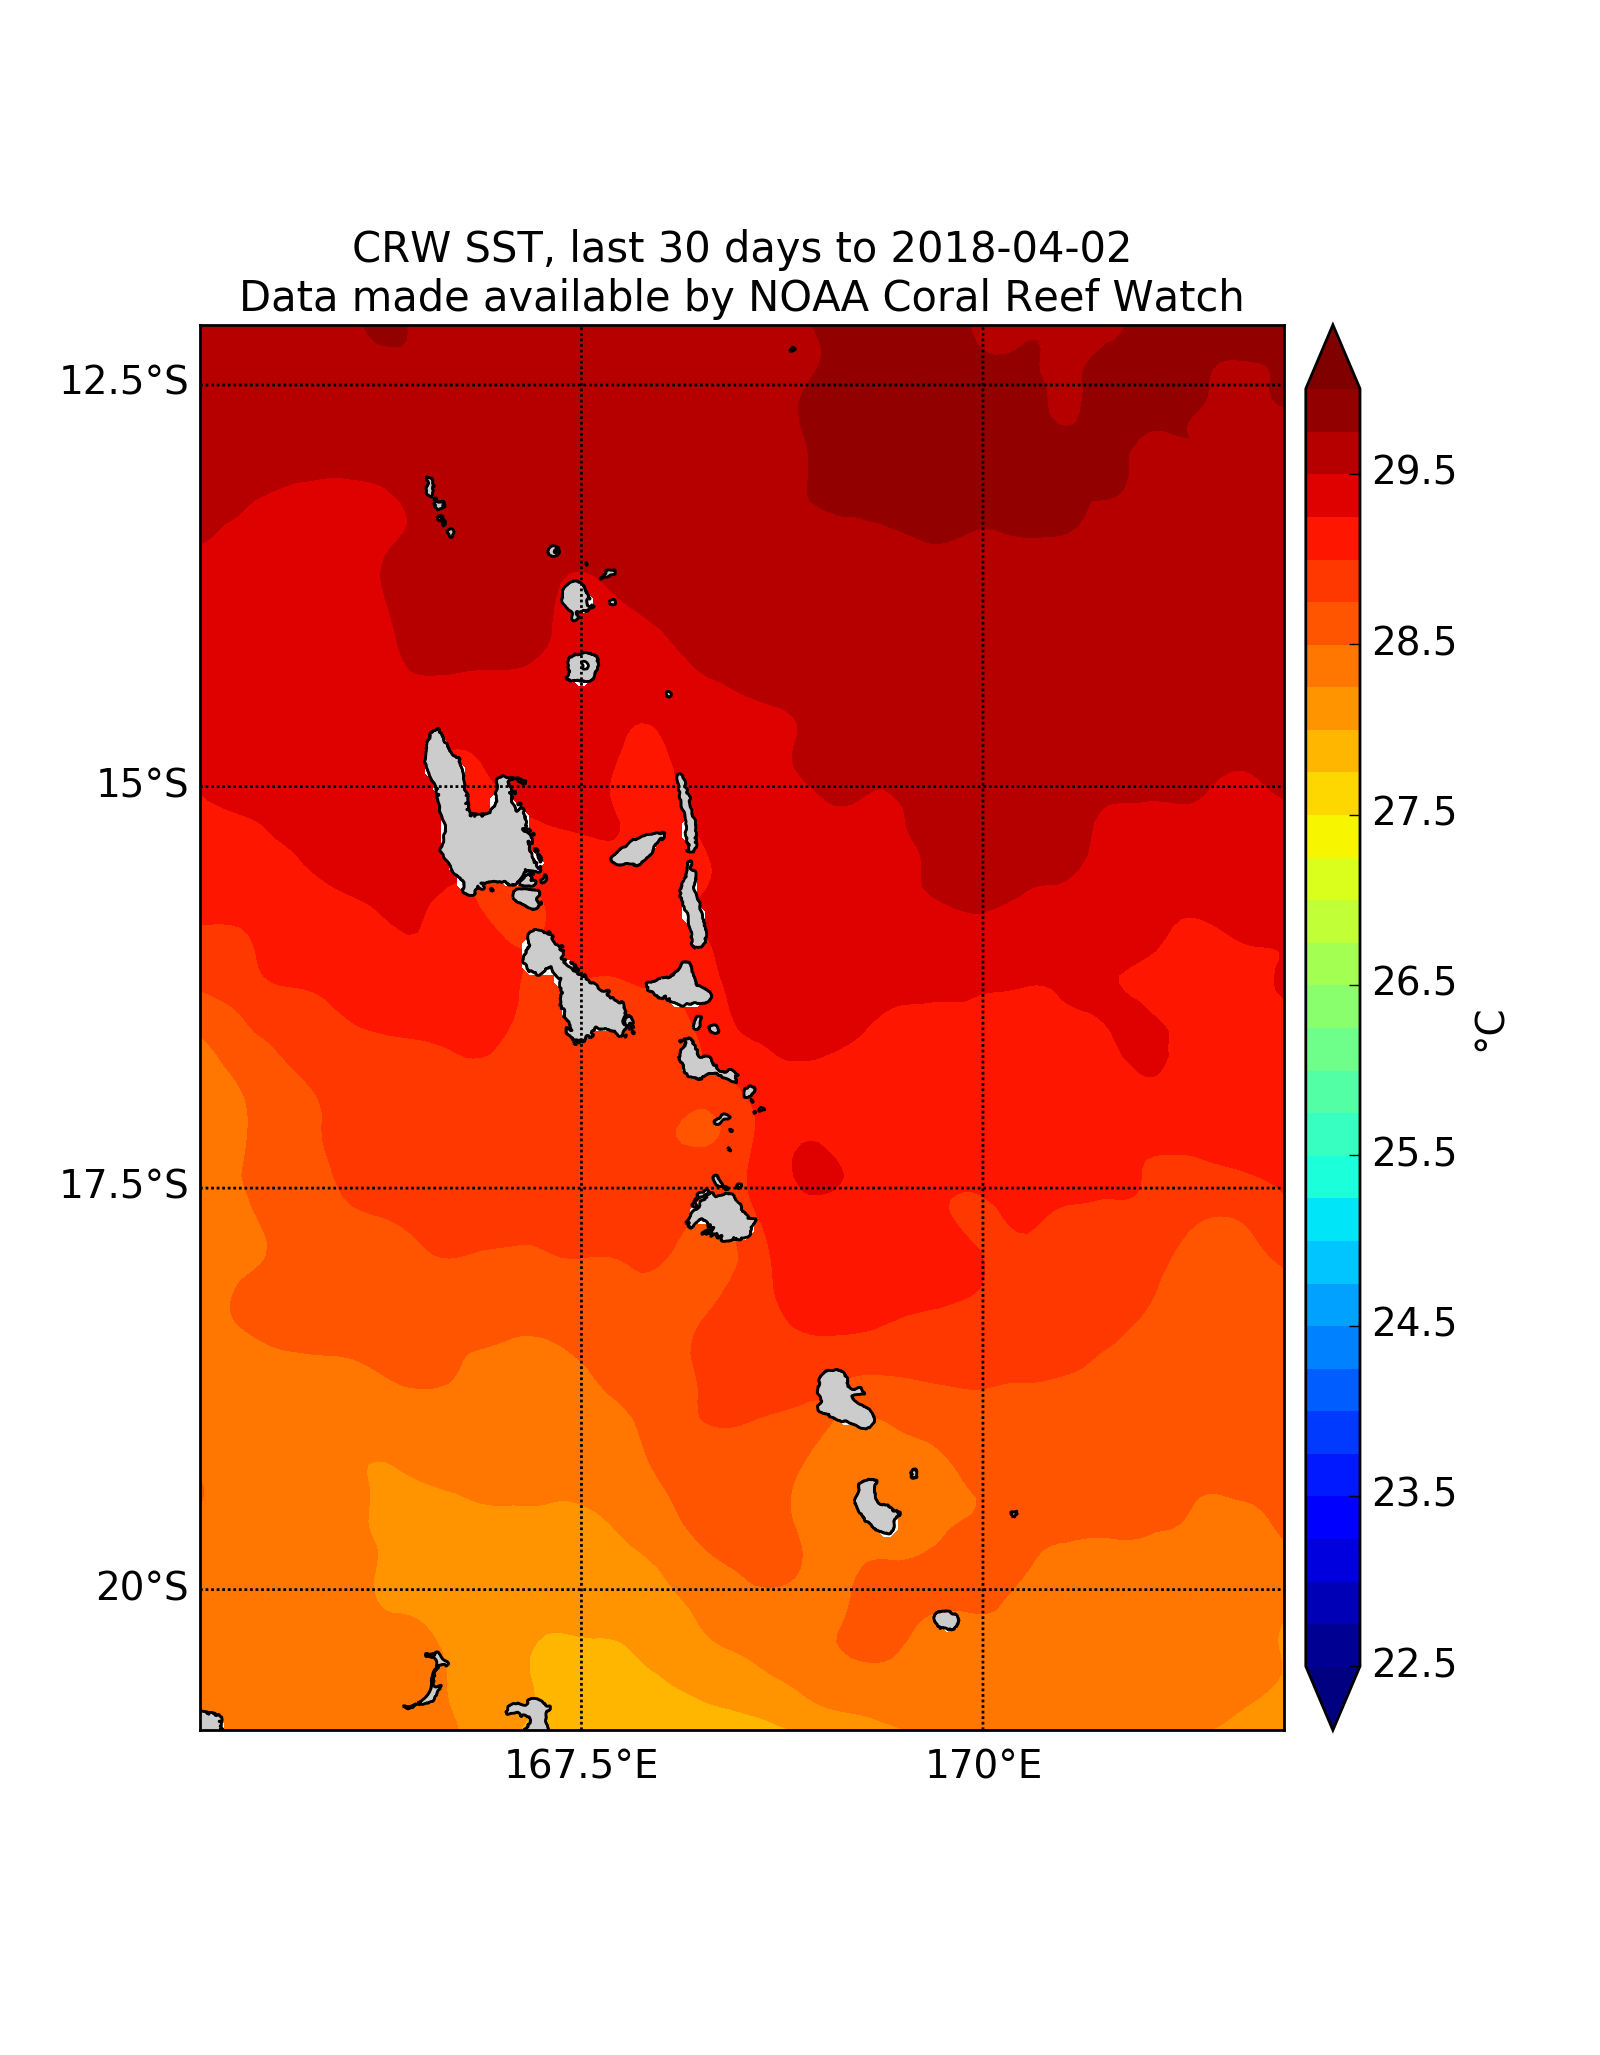 CRW SST, last 30 days to 2018-04-02
Data made available by NOAA Coral Reef Watch
12.5°S
15°S
17.5°S
20°S
167.5°E
170°E
29.5
28.5
27.5
26.5
25.5
24.5
23.5
22.5
°C